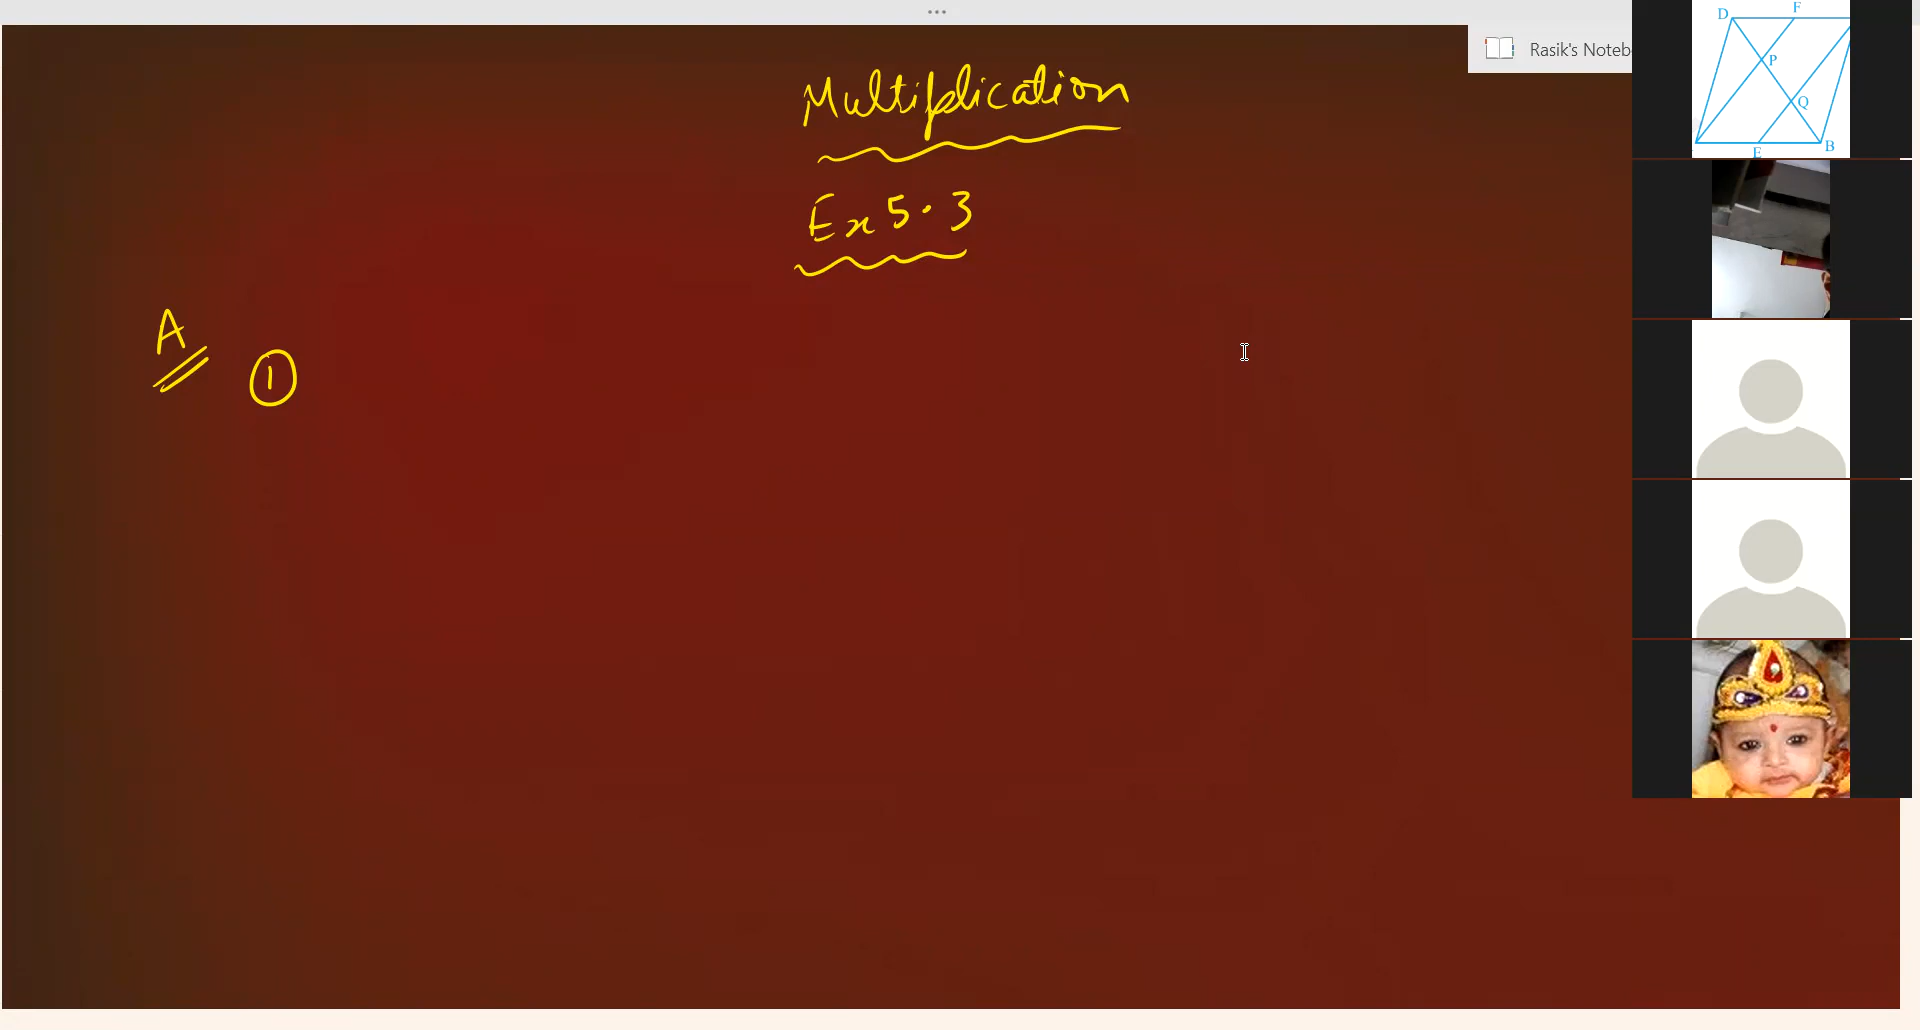 Multiplication
Rasik's Noteb
Ex 5.3
A
1
D F
P
Q
E B